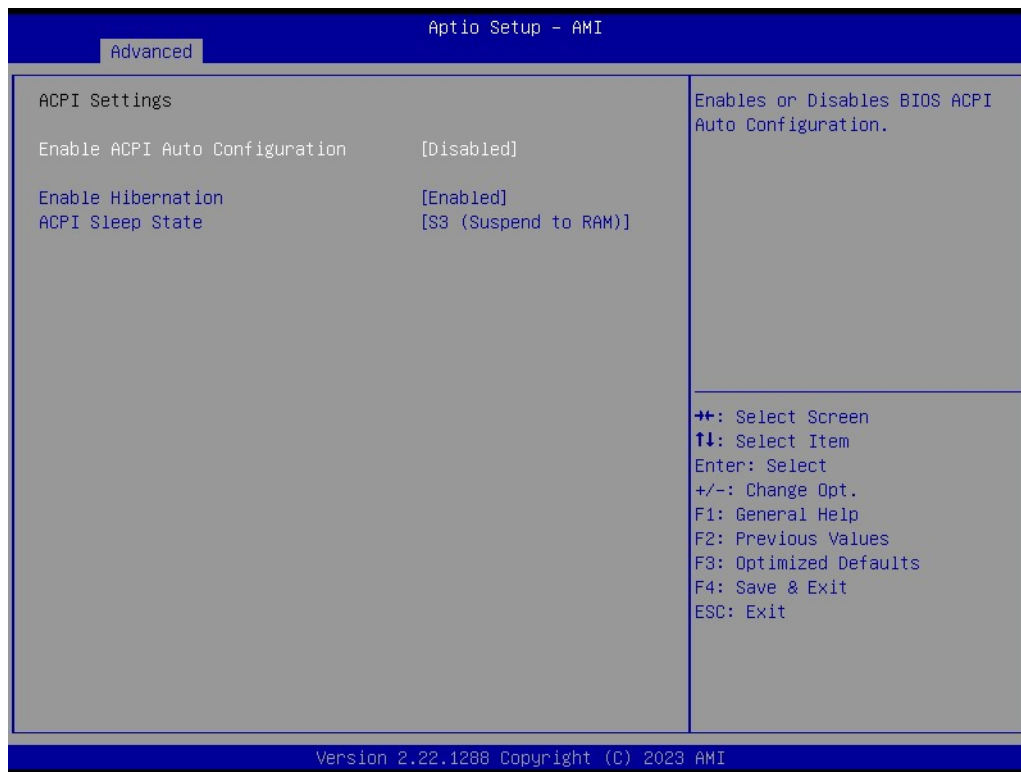 Aptio Setup – AMI
Advanced
ACPI Settings
Enable ACPI Auto Configuration [Disabled]
Enable Hibernation [Enabled]
ACPI Sleep State [S3 (Suspend to RAM)]
Enables or Disables BIOS ACPI
Auto Configuration.
→←: Select Screen
↑↓: Select Item
Enter: Select
+/-: Change Opt.
F1: General Help
F2: Previous Values
F3: Optimized Defaults
F4: Save & Exit
ESC: Exit
Version 2.22.1288 Copyright (C) 2023 AMI